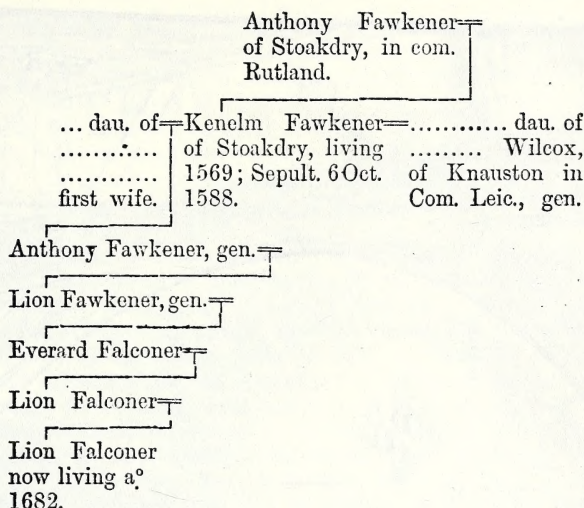 Anthony Fawkener
of Stoakdry, in com.
Rutland.
... dau. of
............
............
first wife.
Kenelm Fawkener
of Stoakdry, living
1569; Sepult. 6 Oct.
1588.
............ dau. of
......... Wilcox,
of Knauston in
Com. Leic., gen.
Anthony Fawkener, gen.
Lion Fawkener, gen.
Everard Falconer
Lion Falconer
Lion Falconer
now living aº
1682.